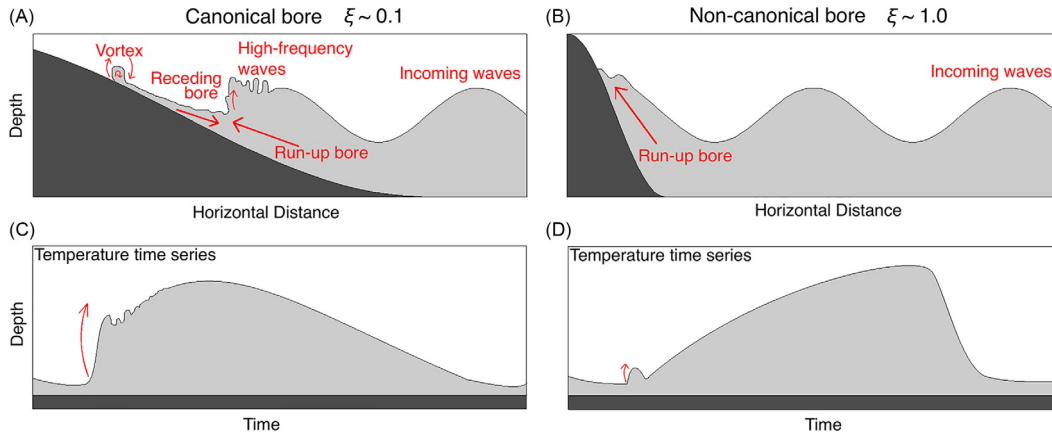 (A)
Canonical bore ξ ~ 0.1
Vortex
High-frequency
waves
Receding
bore
Incoming waves
Run-up bore
Depth
Horizontal Distance
(B)
Non-canonical bore ξ ~ 1.0
Incoming waves
Run-up bore
Horizontal Distance
(C)
Temperature time series
Depth
Time
(D)
Temperature time series
Time